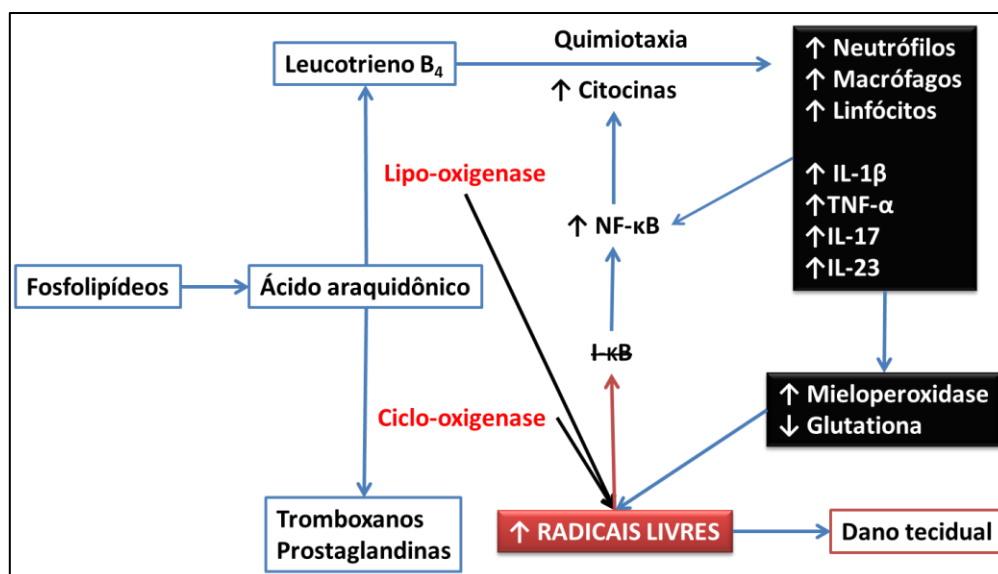 Leucotrieno B₄
Quimiotaxia
↑ Citocinas
↑ Neutrófilos
↑ Macrófagos
↑ Linfócitos
↑ IL-1β
↑TNF-α
↑IL-17
↑IL-23
Lipo-oxigenase
↑ NF-κB
Fosfolipídeos
Ácido araquidônico
I-κB
Ciclo-oxigenase
↑ Mieloperoxidase
↓ Glutationa
Tromboxanos
Prostaglandinas
↑ RADICAIS LIVRES
Dano tecidual